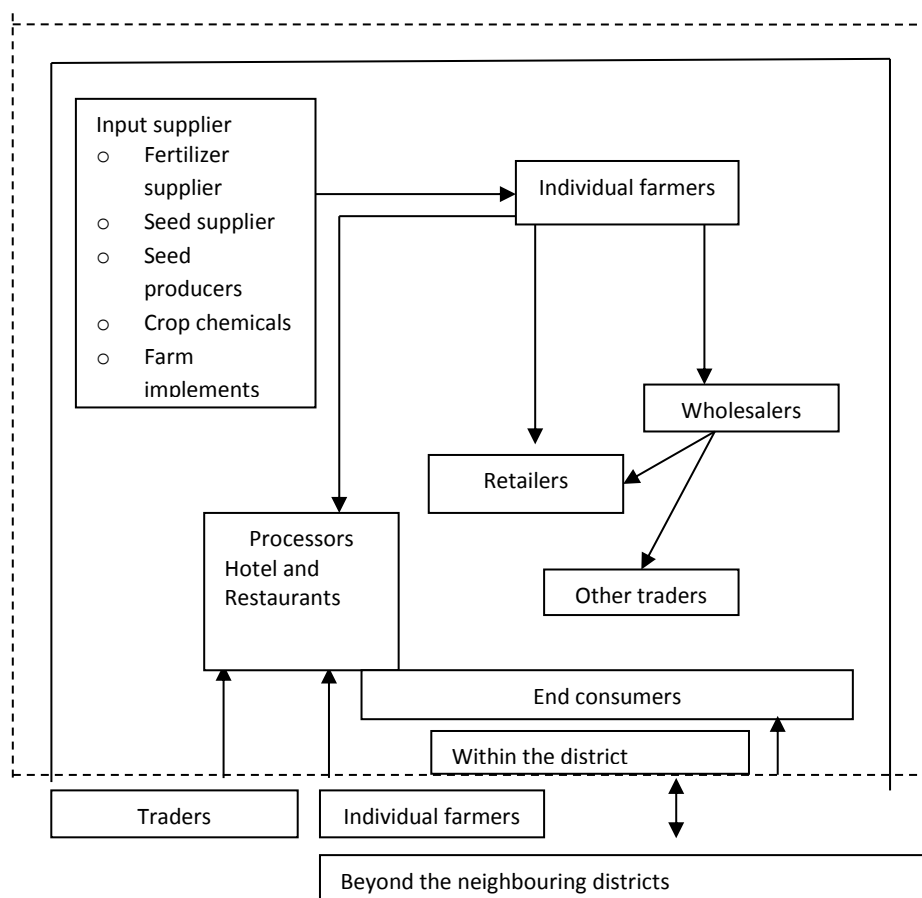 Input supplier
o Fertilizer
supplier
o Seed supplier
o Seed
producers
o Crop chemicals
o Farm
implements
Individual farmers
Wholesalers
Retailers
Processors
Hotel and
Restaurants
Other traders
End consumers
Within the district
Traders
Individual farmers
Beyond the neighbouring districts